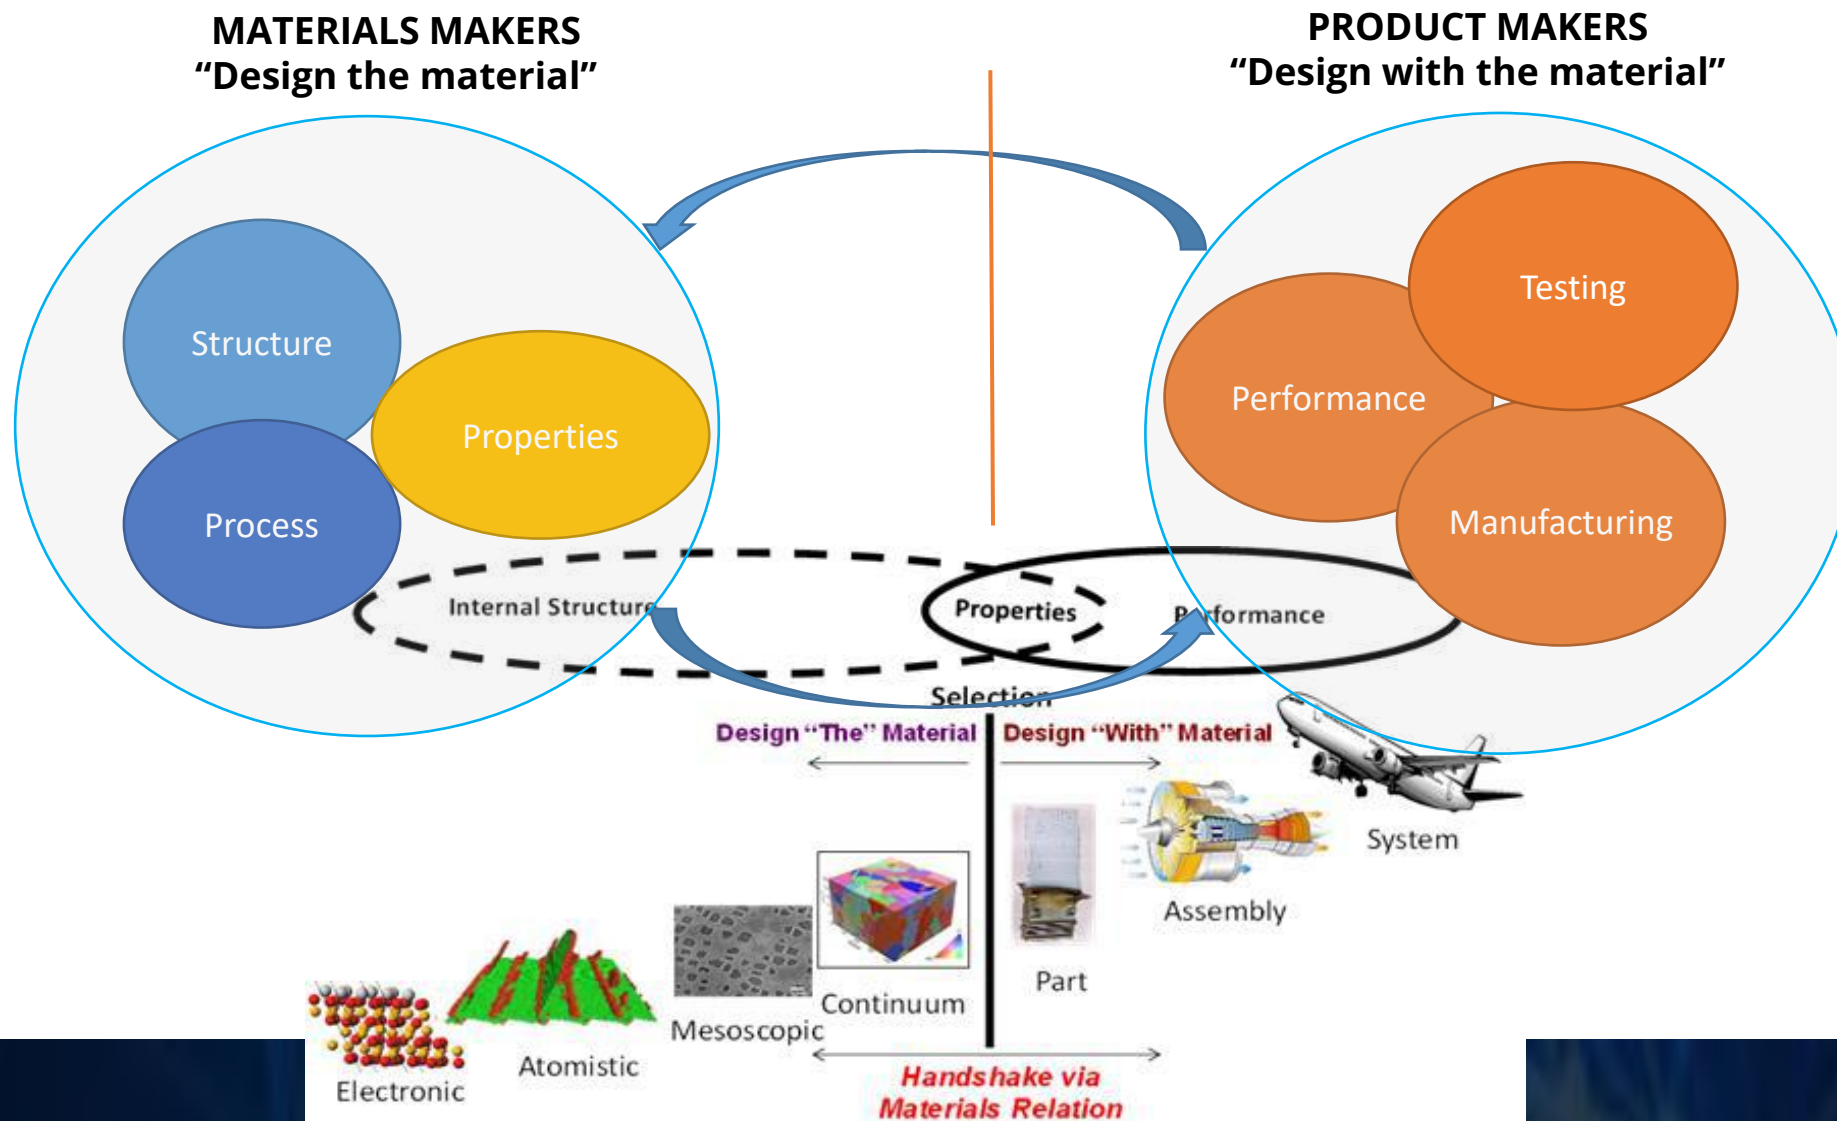 MATERIALS MAKERS
“Design the material”
PRODUCT MAKERS
“Design with the material”
Structure
Properties
Process
Testing
Performance
Manufacturing
Internal Structure
Properties
Performance
Selection
Design “The” Material
Design “With” Material
System
Assembly
Part
Continuum
Mesoscopic
Atomistic
Electronic
Handshake via
Materials Relation